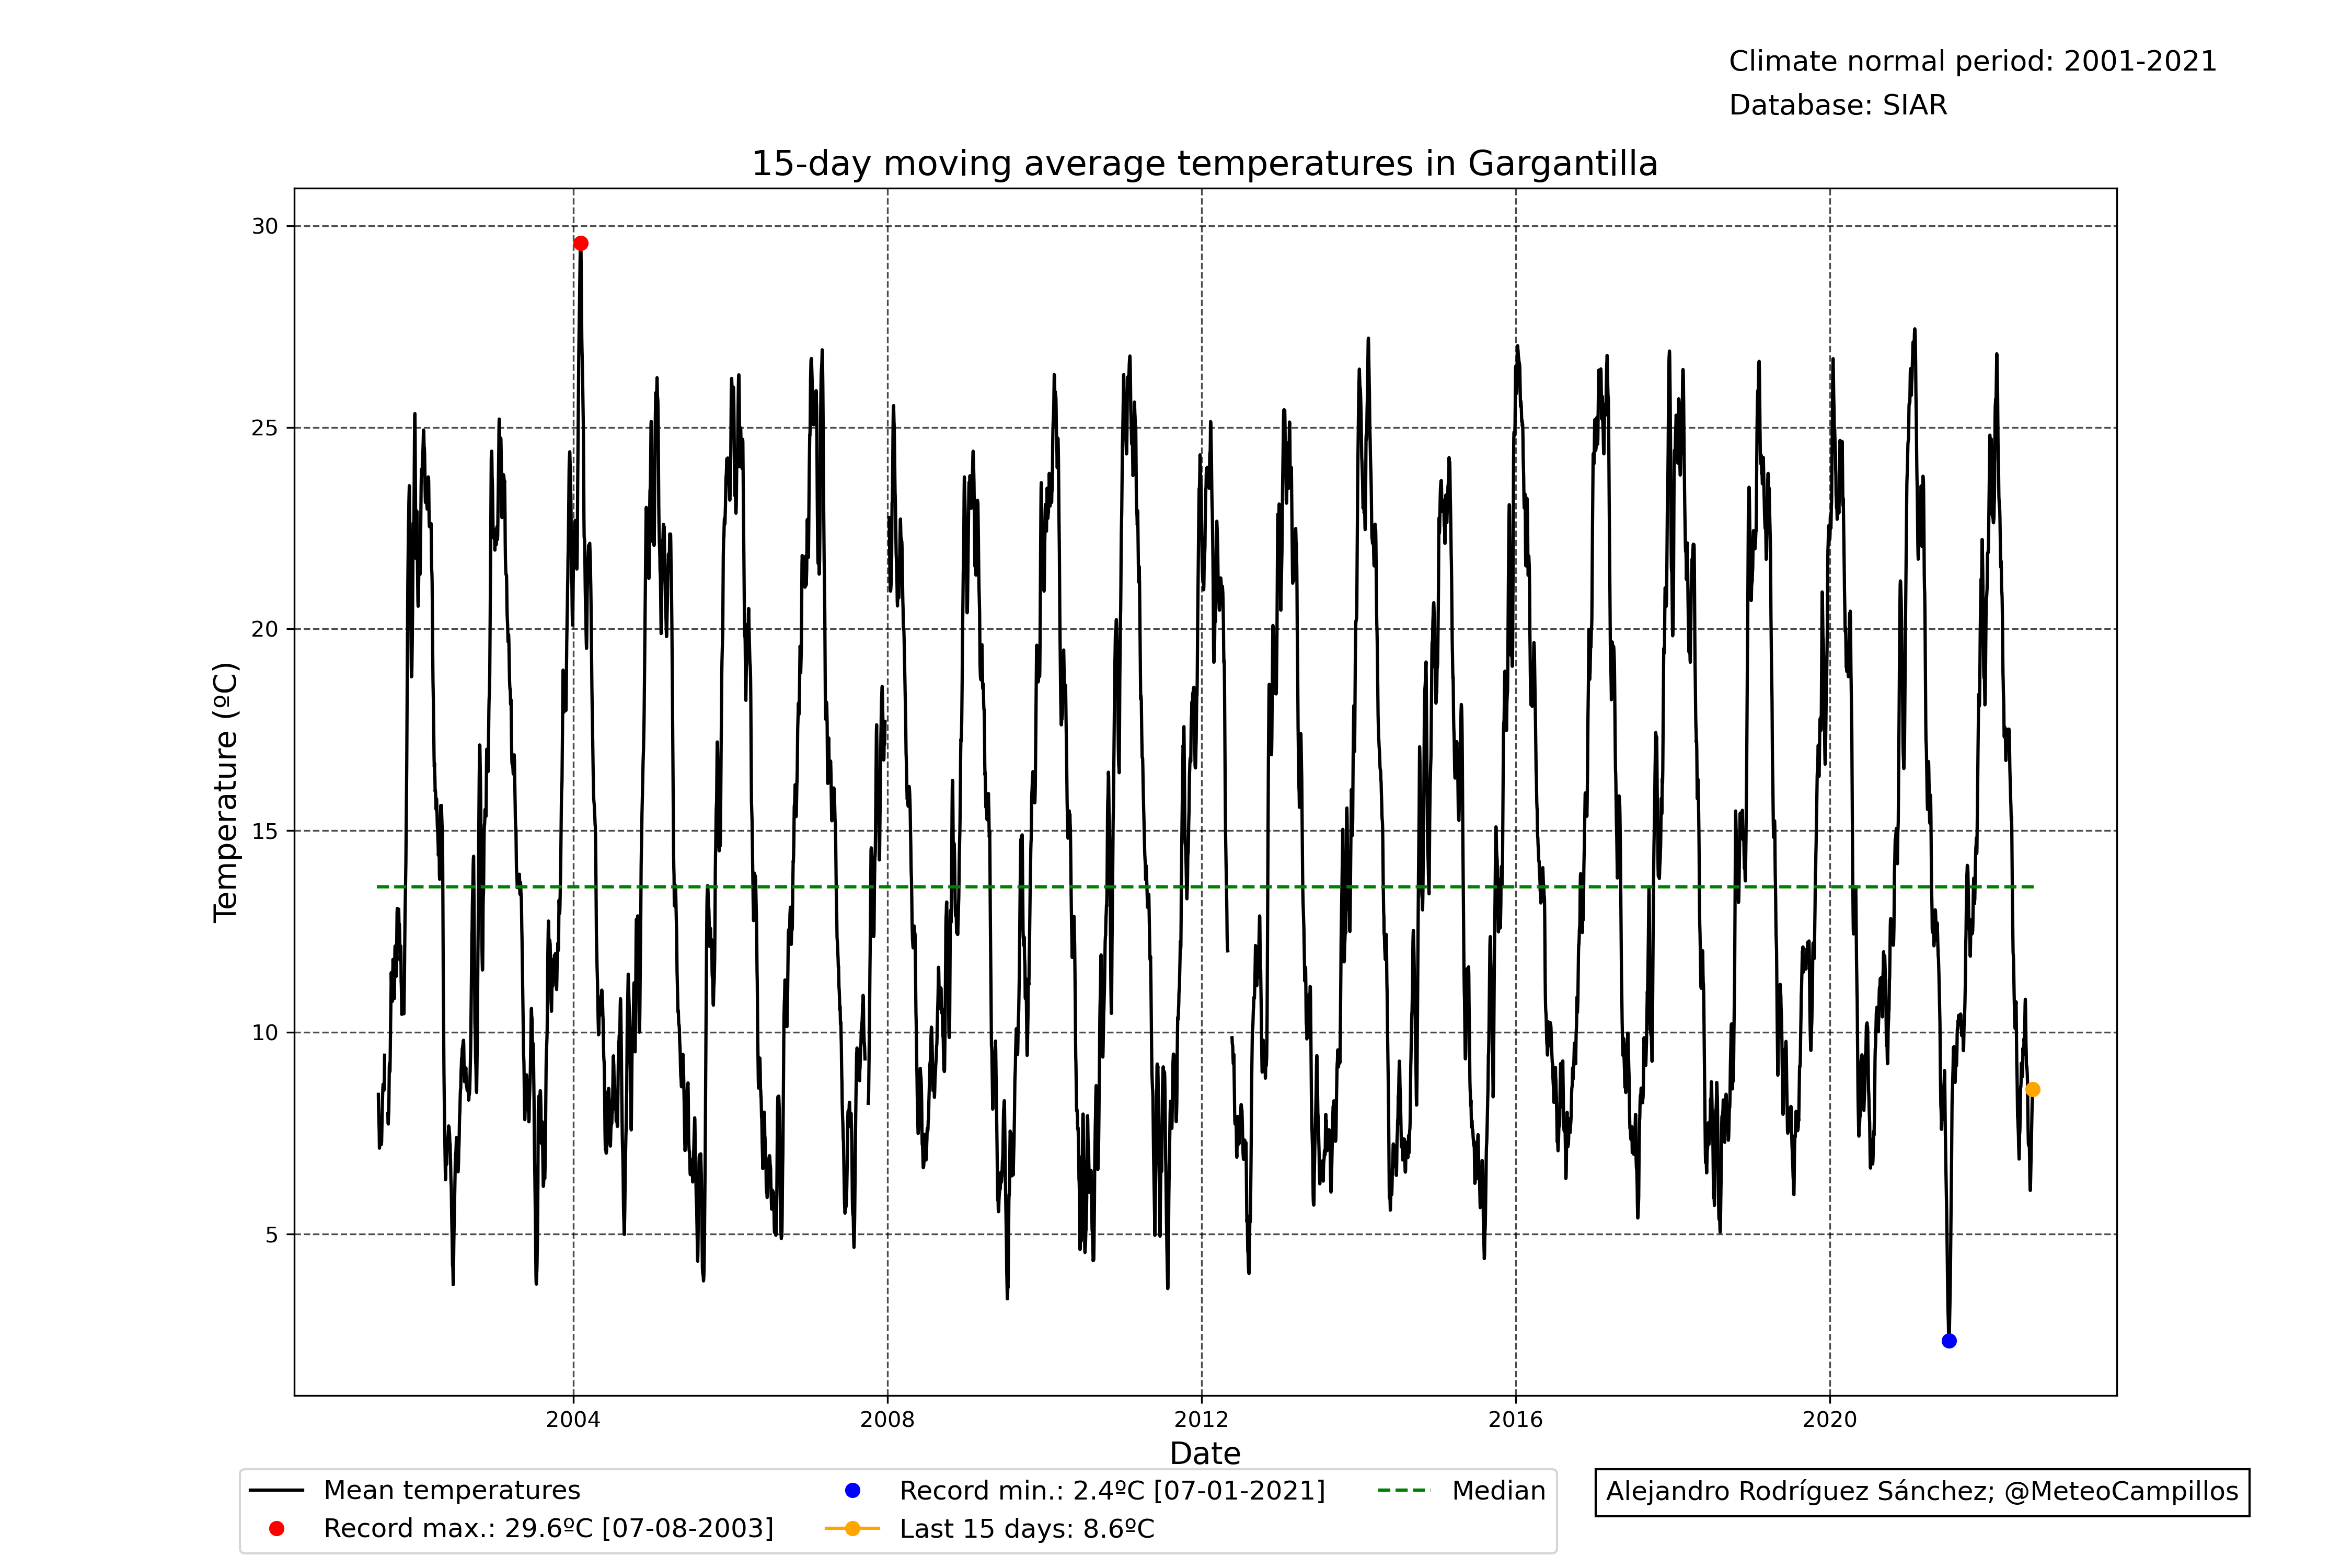 Climate normal period: 2001-2021
Database: SIAR
15-day moving average temperatures in Gargantilla
30
25
20
15
10
5
Temperature (ºC)
2004
2008
2012
2016
2020
Date
Mean temperatures
Record max.: 29.6ºC [07-08-2003]
Record min.: 2.4ºC [07-01-2021]
Last 15 days: 8.6ºC
Median
Alejandro Rodríguez Sánchez; @MeteoCampillos